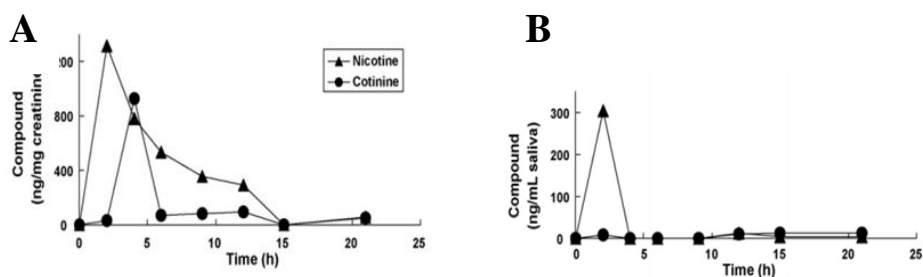 A
Compound
(ng/mg creatinine
:00
800
400
0
0
5
10
15
20
25
Time (h)
Nicotine
Cotinine
B
Compound
(ng/mL saliva)
300
200
100
0
0
5
10
15
20
25
Time (h)